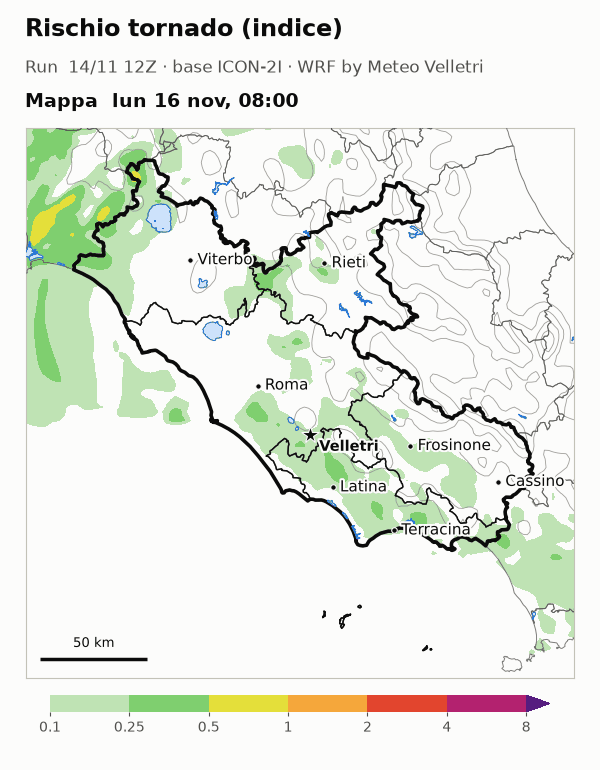 Rischio tornado (indice)
Run  14/11 12Z · base ICON-2I · WRF by Meteo Velletri
Mappa  lun 16 nov, 08:00
Viterbo
Rieti
Roma
Velletri
Frosinone
Cassino
Latina
Terracina
50 km
0.1 0.25 0.5 1 2 4 8